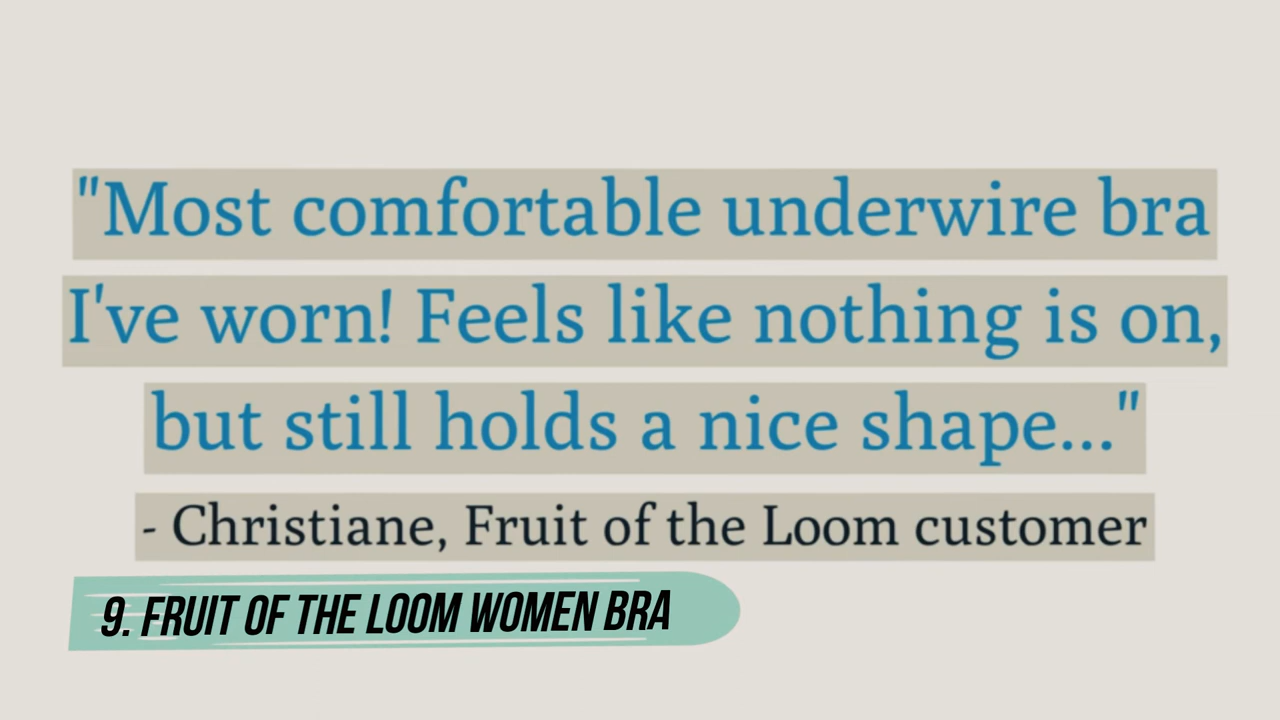 "Most comfortable underwire bra
I've worn! Feels like nothing is on,
but still holds a nice shape..."
- Christiane, Fruit of the Loom customer
9. FRUIT OF THE LOOM WOMEN BRA